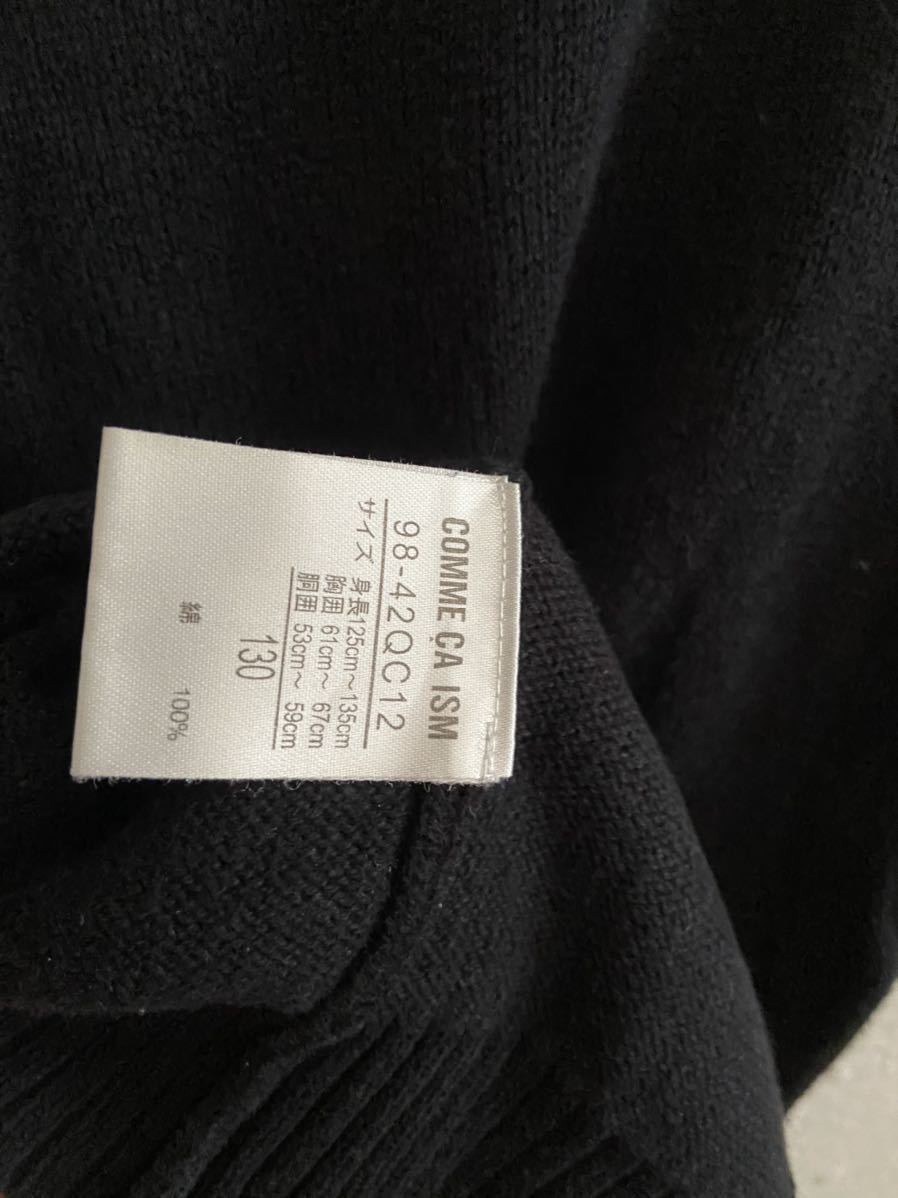 COMME ÇA ISM
98-42QC12
サイズ 身長125cm～135cm
胸囲 61cm～ 67cm
胴囲 53cm～ 59cm
130
綿 100%